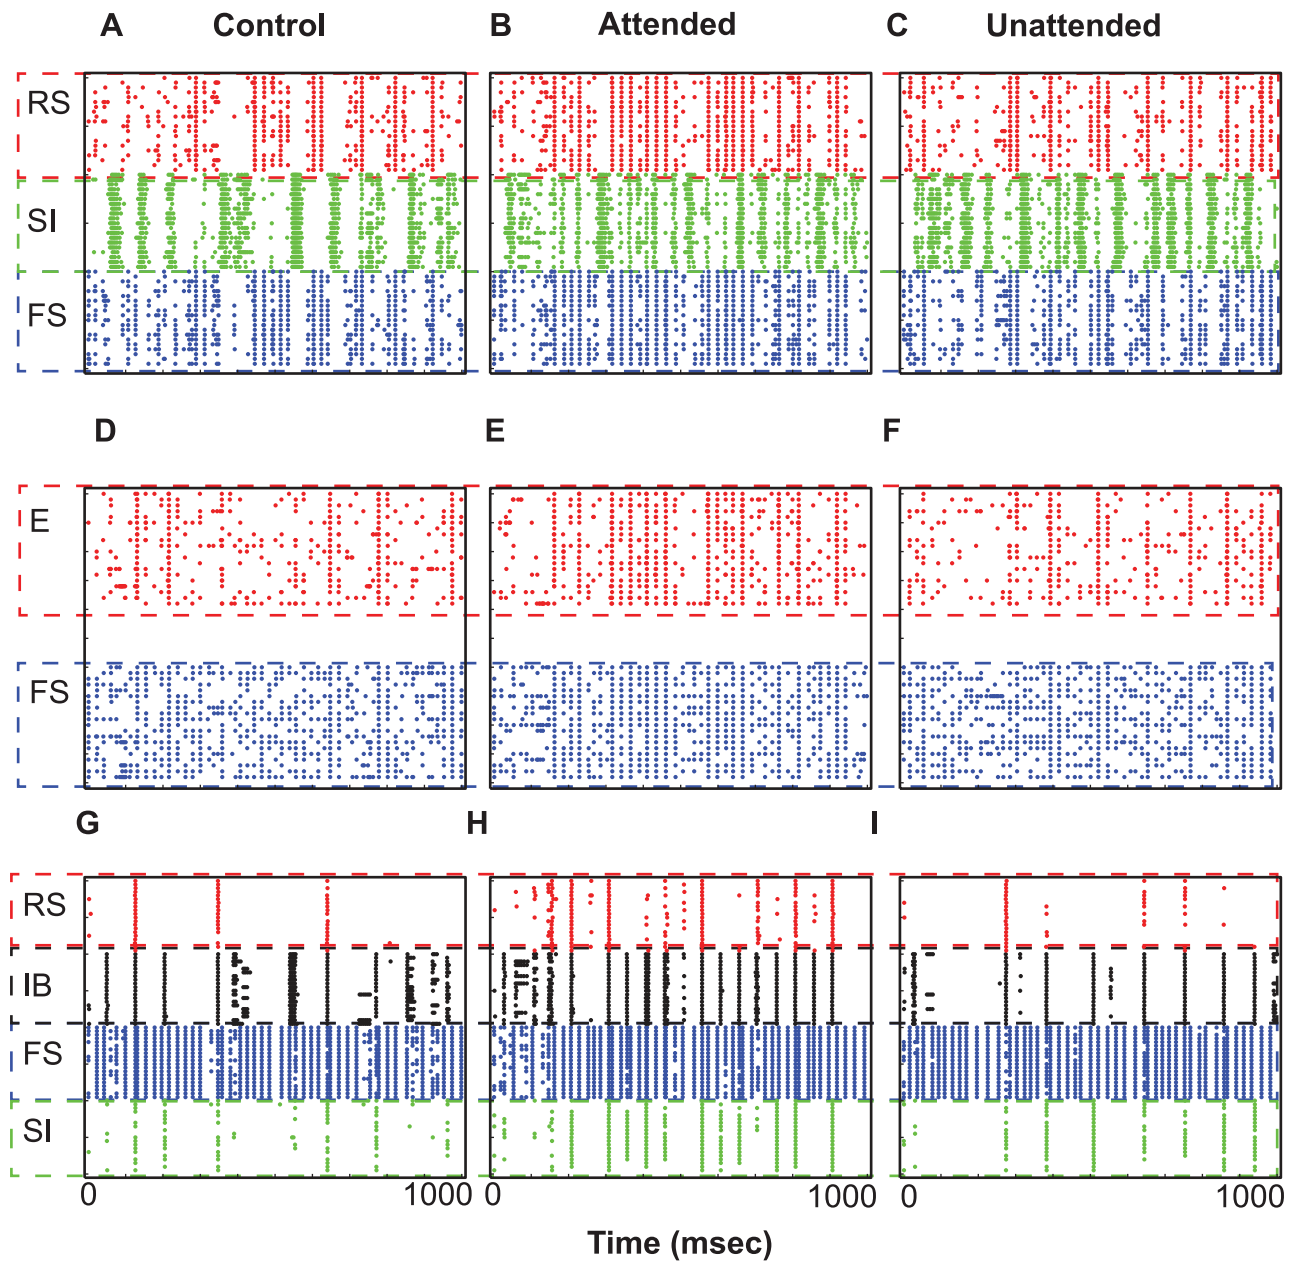 A Control B Attended C Unattended
RS
SI
FS
D E F
E
FS
G H I
RS
IB
FS
SI
0 1000 0 1000 0 1000
Time (msec)